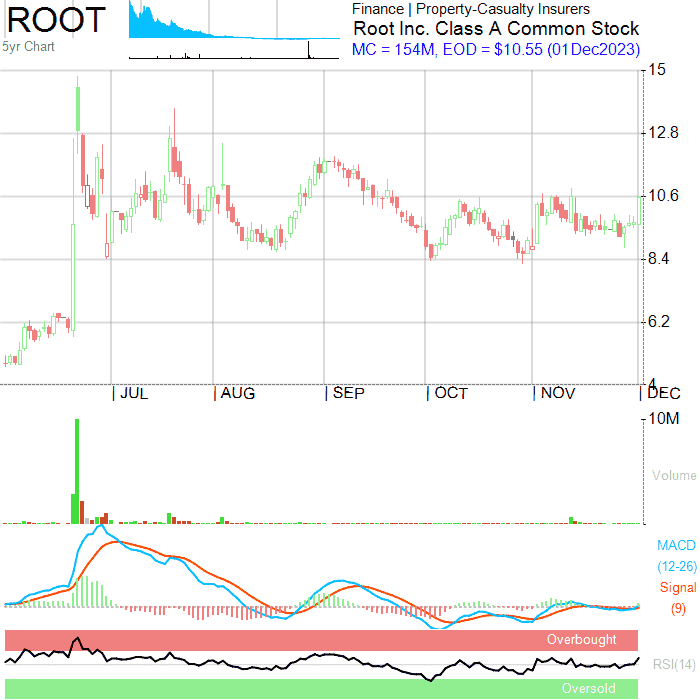 ROOT
5yr Chart
Finance | Property-Casualty Insurers
Root Inc. Class A Common Stock
MC = 154M, EOD = $10.55 (01Dec2023)
15
12.8
10.6
8.4
6.2
4
JUL AUG SEP OCT NOV DEC
10M
Volume
MACD
(12-26)
Signal
(9)
Overbought
RSI(14)
Oversold